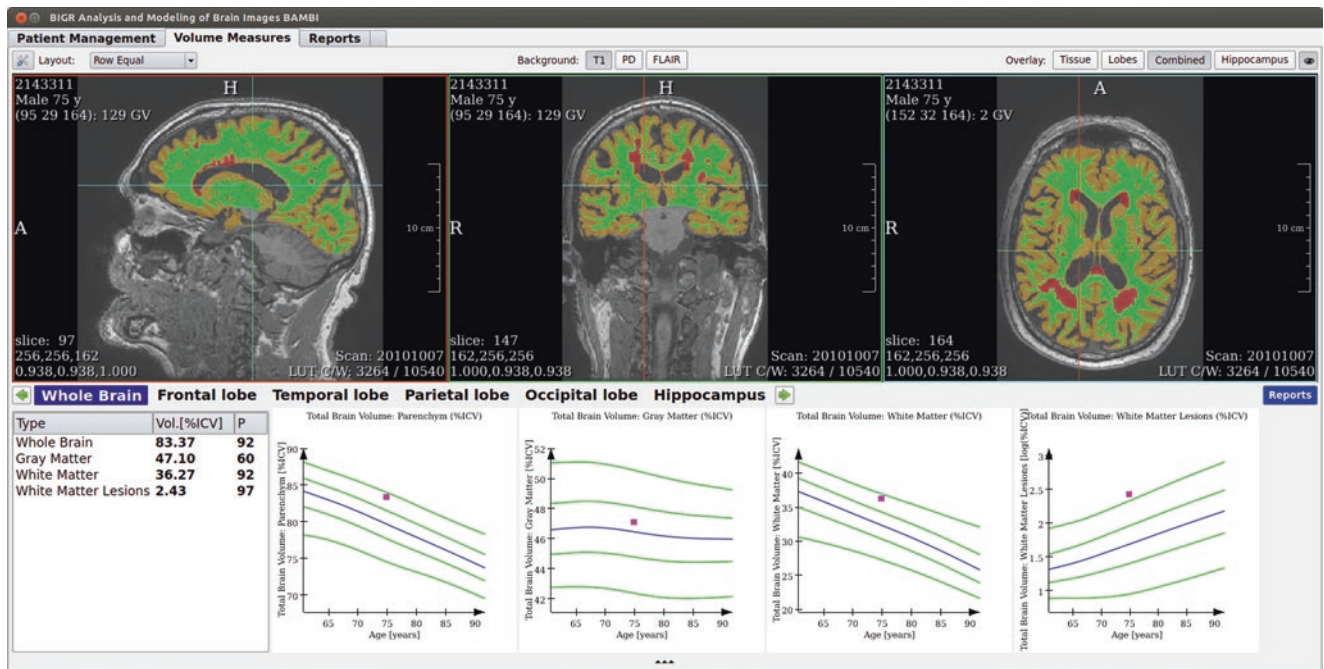 BIGR Analysis and Modeling of Brain Images BAMBI
Patient Management Volume Measures Reports
Layout: Row Equal Background: T1 PD FLAIR Overlay: Tissue Lobes Combined Hippocampus
2143311
Male 75 y
(95 29 164): 129 GV
H
A
10 cm
slice: 97
256,256,162
0.938,0.938,1.000
Scan: 20101007
LUT C/W: 3264 / 10540
2143311
Male 75 y
(95 29 164): 129 GV
H
R
10 cm
slice: 147
162,256,256
1.000,0.938,0.938
Scan: 20101007
LUT C/W: 3264 / 10540
2143311
Male 75 y
(152 32 164): 2 GV
A
R
10 cm
slice: 164
162,256,256
1.000,0.938,0.938
Scan: 20101007
LUT C/W: 3264 / 10540
Whole Brain Frontal lobe Temporal lobe Parietal lobe Occipital lobe Hippocampus Reports
Type Vol.[%ICV] P
Whole Brain 83.37 92
Gray Matter 47.10 60
White Matter 36.27 92
White Matter Lesions 2.43 97
Total Brain Volume: Parenchym (%ICV)
Total Brain Volume: Parenchym [%ICV]
90
85
80
75
70
65 70 75 80 85 90
Age [years]
Total Brain Volume: Gray Matter (%ICV)
Total Brain Volume: Gray Matter [%ICV]
52
50
48
46
44
42
65 70 75 80 85 90
Age [years]
Total Brain Volume: White Matter (%ICV)
Total Brain Volume: White Matter [%ICV]
40
35
30
25
20
65 70 75 80 85 90
Age [years]
Total Brain Volume: White Matter Lesions (%ICV)
Total Brain Volume: White Matter Lesions [log(%ICV)]
3
2.5
2
1.5
1
65 70 75 80 85 90
Age [years]